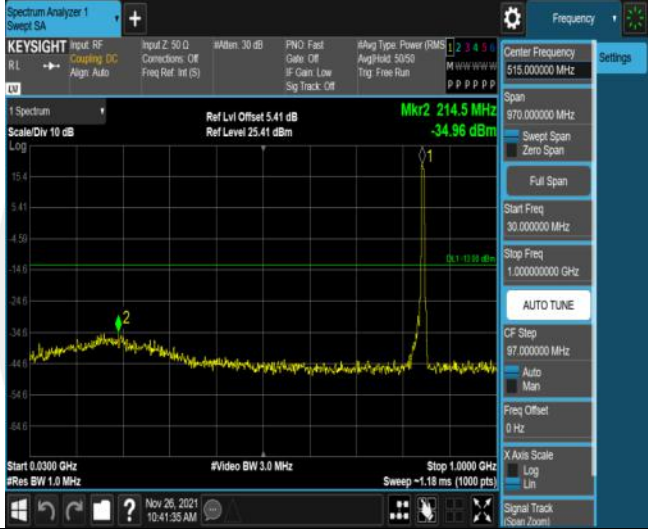 Spectrum Analyzer 1
Swept SA
Frequency
KEYSIGHT
RL
LV
Input: RF
Coupling: DC
Align: Auto
Input Z: 50 Ω
Corrections: Off
Freq Ref: Int (S)
#Atten: 30 dB
PNO: Fast
Gate: Off
IF Gain: Low
Sig Track: Off
#Avg Type: Power (RMS
Avg|Hold: 50/50
Trig: Free Run
1 2 3 4 5 6
M W W W W W
P P P P P P
1 Spectrum
Scale/Div 10 dB
Log
Ref Lvl Offset 5.41 dB
Ref Level 25.41 dBm
Mkr2 214.5 MHz
-34.96 dBm
1
15.4
5.41
-4.59
DL1 -13.00 dBm
-14.6
-24.6
2
-34.6
-44.6
-54.6
-64.6
Start 0.0300 GHz
#Res BW 1.0 MHz
#Video BW 3.0 MHz
Stop 1.0000 GHz
Sweep ~1.18 ms (1000 pts)
?
Nov 26, 2021
10:41:35 AM
Center Frequency
515.000000 MHz
Settings
Span
970.000000 MHz
Swept Span
Zero Span
Full Span
Start Freq
30.000000 MHz
Stop Freq
1.000000000 GHz
AUTO TUNE
CF Step
97.000000 MHz
Auto
Man
Freq Offset
0 Hz
X Axis Scale
Log
Lin
Signal Track
(Span Zoom)